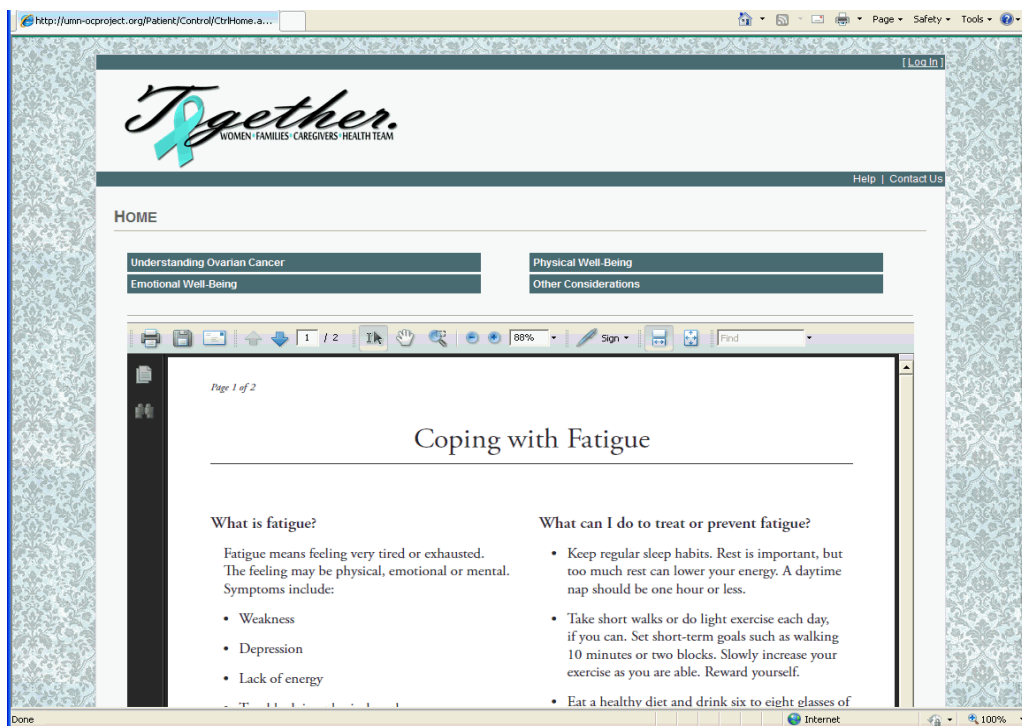 http://umn-ocproject.org/Patient/Control/CtrlHome.a...
Page Safety Tools
[ Log In ]
Together.
WOMEN•FAMILIES•CAREGIVERS•HEALTH TEAM
Help | Contact Us
HOME
Understanding Ovarian Cancer
Physical Well-Being
Emotional Well-Being
Other Considerations
1 / 2 88% Sign Find
Page 1 of 2
Coping with Fatigue
What is fatigue?
Fatigue means feeling very tired or exhausted.
The feeling may be physical, emotional or mental.
Symptoms include:
• Weakness
• Depression
• Lack of energy
What can I do to treat or prevent fatigue?
• Keep regular sleep habits. Rest is important, but
too much rest can lower your energy. A daytime
nap should be one hour or less.
• Take short walks or do light exercise each day,
if you can. Set short-term goals such as walking
10 minutes or two blocks. Slowly increase your
exercise as you are able. Reward yourself.
• Eat a healthy diet and drink six to eight glasses of
Done
Internet
100%